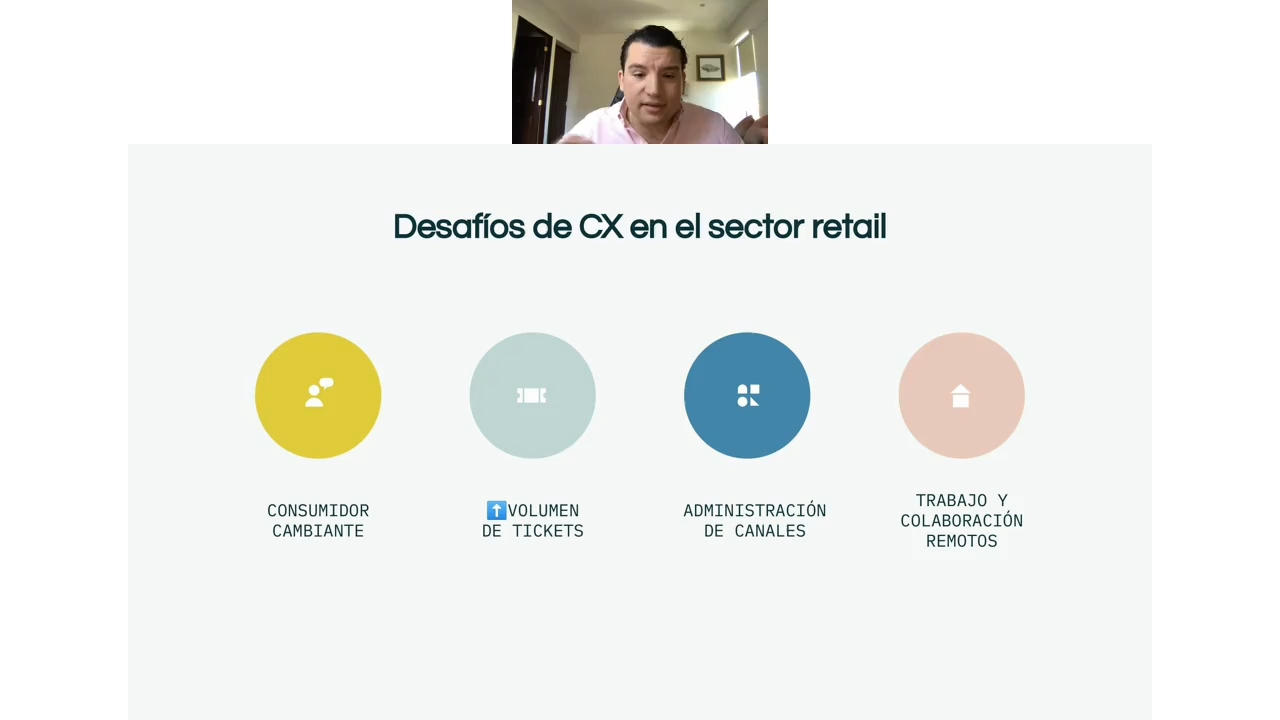 Desafíos de CX en el sector retail
CONSUMIDOR
CAMBIANTE
⬆️VOLUMEN
DE TICKETS
ADMINISTRACIÓN
DE CANALES
TRABAJO Y
COLABORACIÓN
REMOTOS